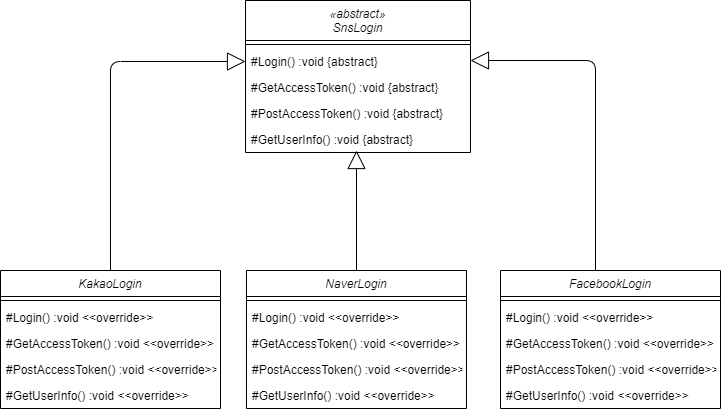 «abstract»
SnsLogin
#Login() :void {abstract}
#GetAccessToken() :void {abstract}
#PostAccessToken() :void {abstract}
#GetUserInfo() :void {abstract}
KakaoLogin
#Login() :void <<override>>
#GetAccessToken() :void <<override>>
#PostAccessToken() :void <<override>>
#GetUserInfo() :void <<override>>
NaverLogin
#Login() :void <<override>>
#GetAccessToken() :void <<override>>
#PostAccessToken() :void <<override>>
#GetUserInfo() :void <<override>>
FacebookLogin
#Login() :void <<override>>
#GetAccessToken() :void <<override>>
#PostAccessToken() :void <<override>>
#GetUserInfo() :void <<override>>